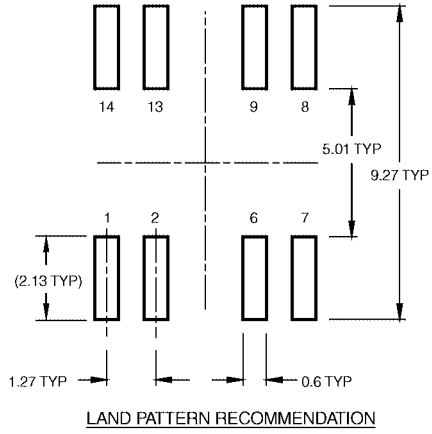 14 13 9 8
5.01 TYP
9.27 TYP
1 2 6 7
(2.13 TYP)
1.27 TYP
0.6 TYP
LAND PATTERN RECOMMENDATION